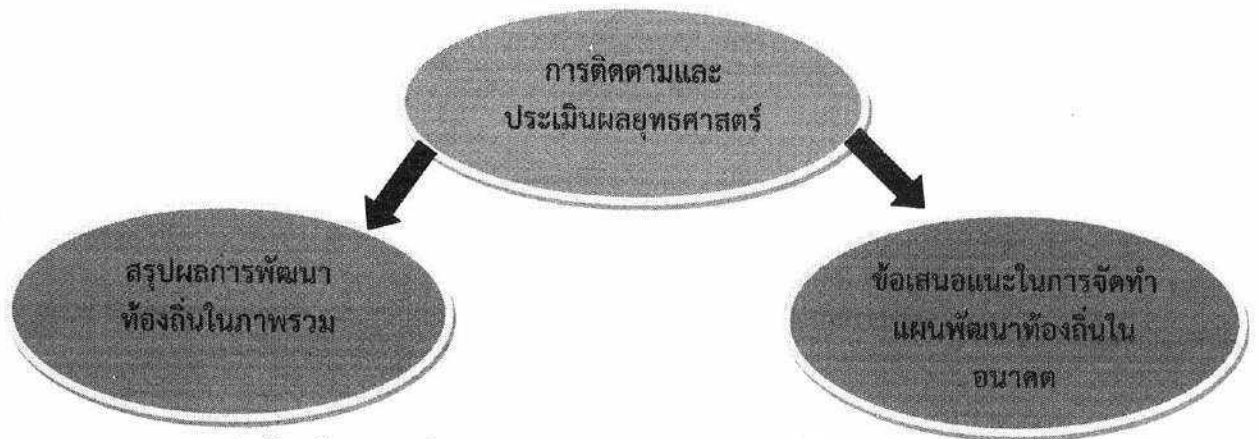 การติดตามและ
ประเมินผลยุทธศาสตร์
สรุปผลการพัฒนา
ท้องถิ่นในภาพรวม
ข้อเสนอแนะในการจัดทำ
แผนพัฒนาท้องถิ่นใน
อนาคต